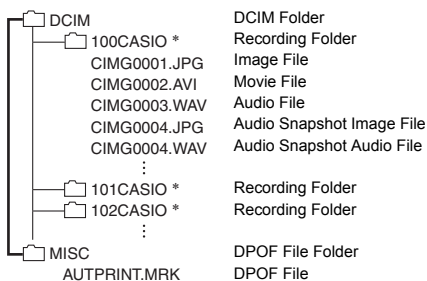 DCIM DCIM Folder
100CASIO * Recording Folder
CIMG0001.JPG Image File
CIMG0002.AVI Movie File
CIMG0003.WAV Audio File
CIMG0004.JPG Audio Snapshot Image File
CIMG0004.WAV Audio Snapshot Audio File
101CASIO * Recording Folder
102CASIO * Recording Folder
MISC DPOF File Folder
AUTPRINT.MRK DPOF File